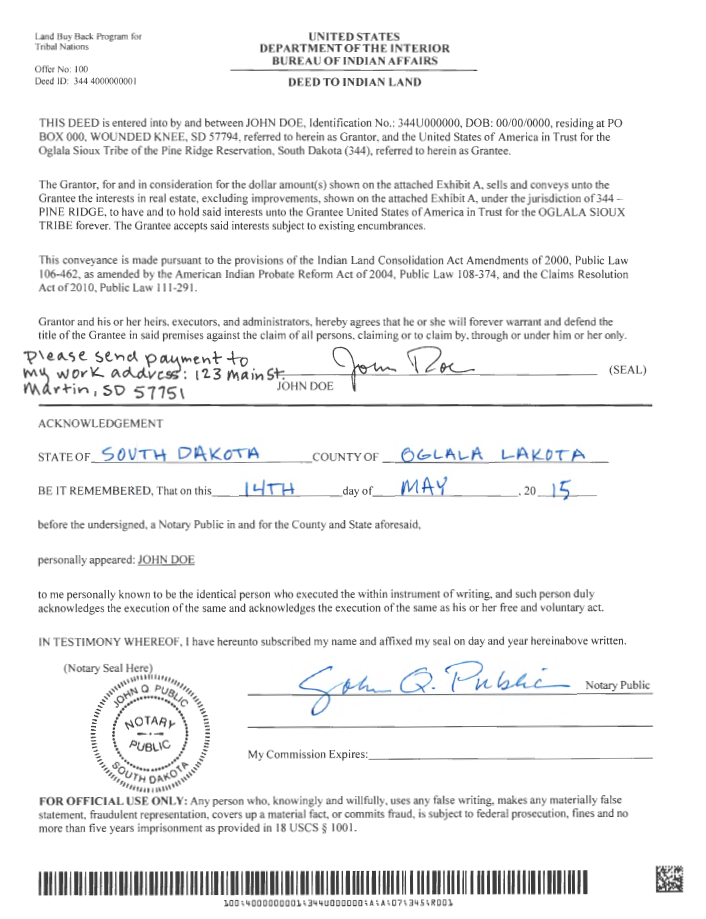 Land Buy Back Program for
Tribal Nations
Offer No: 100
Deed ID: 344 4000000001
UNITED STATES
DEPARTMENT OF THE INTERIOR
BUREAU OF INDIAN AFFAIRS
DEED TO INDIAN LAND
THIS DEED is entered into by and between JOHN DOE, Identification No.: 344U000000, DOB: 00/00/0000, residing at PO
BOX 000, WOUNDED KNEE, SD 57794, referred to herein as Grantor, and the United States of America in Trust for the
Oglala Sioux Tribe of the Pine Ridge Reservation, South Dakota (344), referred to herein as Grantee.
The Grantor, for and in consideration for the dollar amount(s) shown on the attached Exhibit A, sells and conveys unto the
Grantee the interests in real estate, excluding improvements, shown on the attached Exhibit A, under the jurisdiction of 344 –
PINE RIDGE, to have and to hold said interests unto the Grantee United States of America in Trust for the OGLALA SIOUX
TRIBE forever. The Grantee accepts said interests subject to existing encumbrances.
This conveyance is made pursuant to the provisions of the Indian Land Consolidation Act Amendments of 2000, Public Law
106-462, as amended by the American Indian Probate Reform Act of 2004, Public Law 108-374, and the Claims Resolution
Act of 2010, Public Law 111-291.
Grantor and his or her heirs, executors, and administrators, hereby agrees that he or she will forever warrant and defend the
title of the Grantee in said premises against the claim of all persons, claiming or to claim by, through or under him or her only.
Please send payment to
my work address: 123 Main St.
Martin, SD 57751
John Doe
(SEAL)
JOHN DOE
ACKNOWLEDGEMENT
STATE OF SOUTH DAKOTA COUNTY OF OGLALA LAKOTA
BE IT REMEMBERED, That on this 14TH day of MAY , 20 15
before the undersigned, a Notary Public in and for the County and State aforesaid,
personally appeared: JOHN DOE
to me personally known to be the identical person who executed the within instrument of writing, and such person duly
acknowledges the execution of the same and acknowledges the execution of the same as his or her free and voluntary act.
IN TESTIMONY WHEREOF, I have hereunto subscribed my name and affixed my seal on day and year hereinabove written.
(Notary Seal Here)
JOHN Q. PUBLIC
NOTARY
PUBLIC
SOUTH DAKOTA
John Q. Public Notary Public
My Commission Expires:
FOR OFFICIAL USE ONLY: Any person who, knowingly and willfully, uses any false writing, makes any materially false
statement, fraudulent representation, covers up a material fact, or commits fraud, is subject to federal prosecution, fines and no
more than five years imprisonment as provided in 18 USCS § 1001.